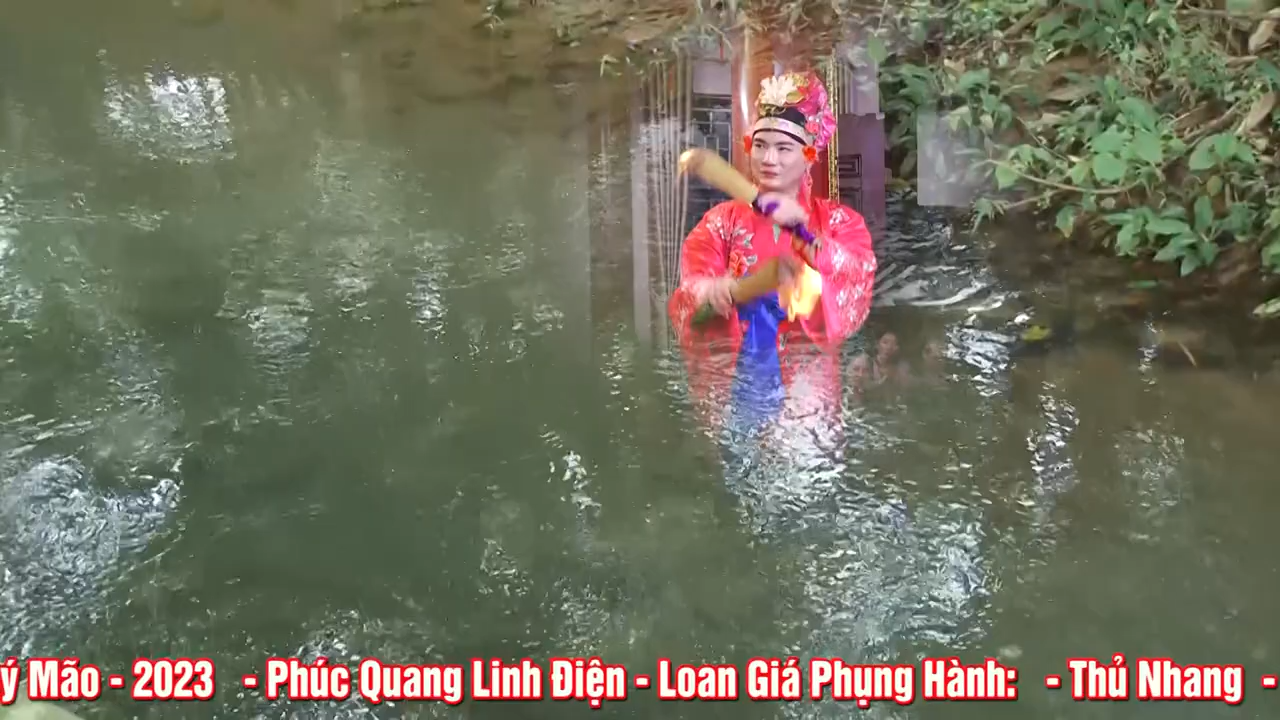 ý Mão - 2023 - Phúc Quang Linh Điện - Loan Giá Phụng Hành: - Thủ Nhang -